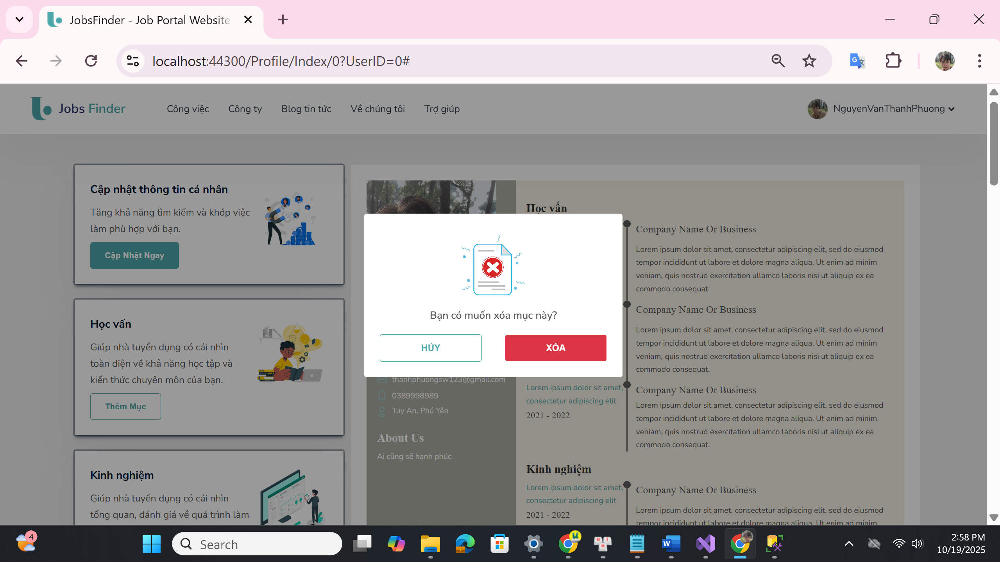 JobsFinder - Job Portal Website
localhost:44300/Profile/Index/0?UserID=0#
Jobs Finder
Công việc
Công ty
Blog tin tức
Về chúng tôi
Trợ giúp
NguyenVanThanhPhuong
Cập nhật thông tin cá nhân
Tăng khả năng tìm kiếm và khớp việc
làm phù hợp với bạn.
Cập Nhật Ngay
Học vấn
Giúp nhà tuyển dụng có cái nhìn
toàn diện về khả năng học tập và
kiến thức chuyên môn của bạn.
Thêm Mục
Kinh nghiệm
Giúp nhà tuyển dụng có cái nhìn
tổng quan, đánh giá về quá trình làm
Bạn có muốn xóa mục này?
HỦY
XÓA
thanhphuongsw123@gmail.com
0389998989
Tuy An, Phú Yên
About Us
Ai cũng sẽ hạnh phúc
Học vấn
Company Name Or Business
Lorem ipsum dolor sit amet, consectetur adipiscing elit, sed do eiusmod
tempor incididunt ut labore et dolore magna aliqua. Ut enim ad minim
veniam, quis nostrud exercitation ullamco laboris nisi ut aliquip ex ea
commodo consequat.
Company Name Or Business
Lorem ipsum dolor sit amet, consectetur adipiscing elit, sed do eiusmod
tempor incididunt ut labore et dolore magna aliqua. Ut enim ad minim
veniam, quis nostrud exercitation ullamco laboris nisi ut aliquip ex ea
commodo consequat.
Lorem ipsum dolor sit amet,
consectetur adipiscing elit
2021 - 2022
Company Name Or Business
Lorem ipsum dolor sit amet, consectetur adipiscing elit, sed do eiusmod
tempor incididunt ut labore et dolore magna aliqua. Ut enim ad minim
veniam, quis nostrud exercitation ullamco laboris nisi ut aliquip ex ea
commodo consequat.
Kinh nghiệm
Lorem ipsum dolor sit amet,
consectetur adipiscing elit
2021 - 2022
Company Name Or Business
Lorem ipsum dolor sit amet, consectetur adipiscing elit, sed do eiusmod
tempor incididunt ut labore et dolore magna aliqua. Ut enim ad minim
4
Search
2:58 PM
10/19/2025